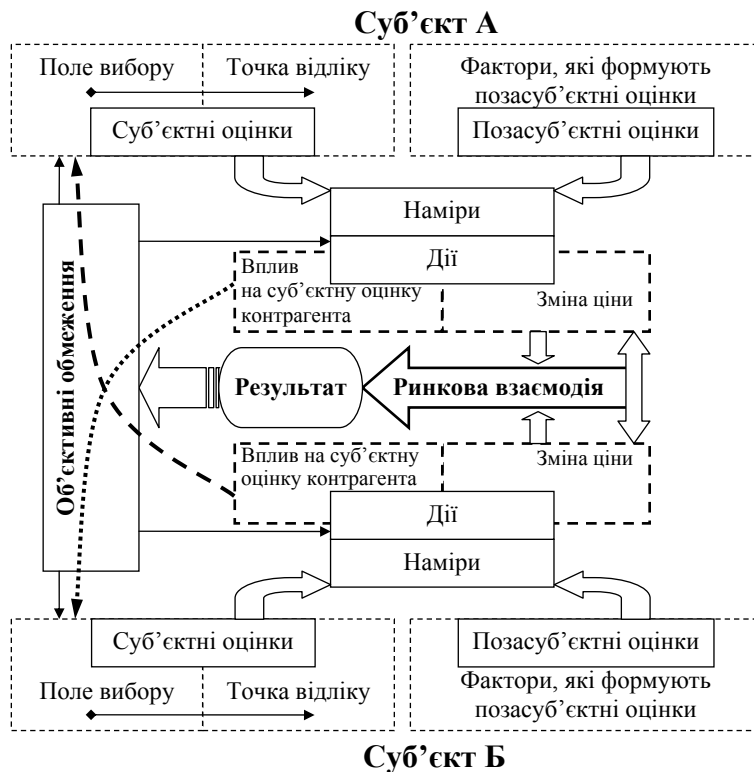 Суб’єкт А
Поле вибору
Точка відліку
Фактори, які формують
позасуб’єктні оцінки
Суб’єктні оцінки
Позасуб’єктні оцінки
Наміри
Дії
Вплив
на суб’єктну оцінку
контрагента
Зміна ціни
Об’єктивні обмеження
Результат
Ринкова взаємодія
Вплив на суб’єктну
оцінку контрагента
Зміна ціни
Дії
Наміри
Суб’єктні оцінки
Позасуб’єктні оцінки
Поле вибору
Точка відліку
Фактори, які формують
позасуб’єктні оцінки
Суб’єкт Б